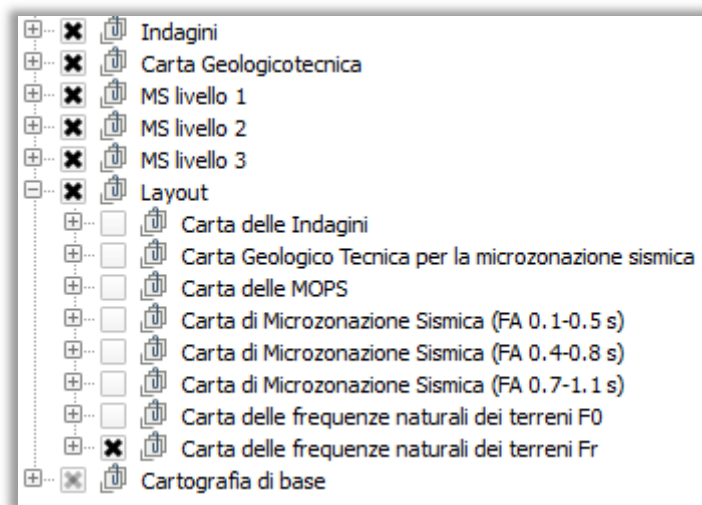 Indagini
Carta Geologicotecnica
MS livello 1
MS livello 2
MS livello 3
Layout
Carta delle Indagini
Carta Geologico Tecnica per la microzonazione sismica
Carta delle MOPS
Carta di Microzonazione Sismica (FA 0.1-0.5 s)
Carta di Microzonazione Sismica (FA 0.4-0.8 s)
Carta di Microzonazione Sismica (FA 0.7-1.1 s)
Carta delle frequenze naturali dei terreni F0
Carta delle frequenze naturali dei terreni Fr
Cartografia di base